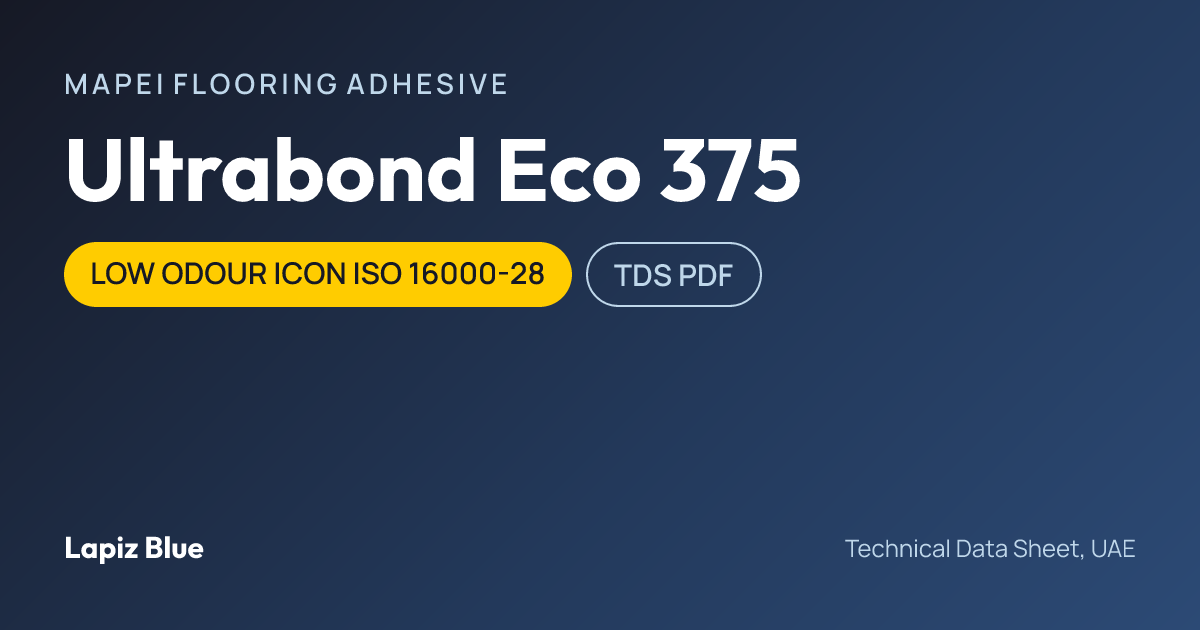 MAPEI FLOORING ADHESIVE
Ultrabond Eco 375
LOW ODOUR ICON ISO 16000-28 TDS PDF
Lapiz Blue Technical Data Sheet, UAE